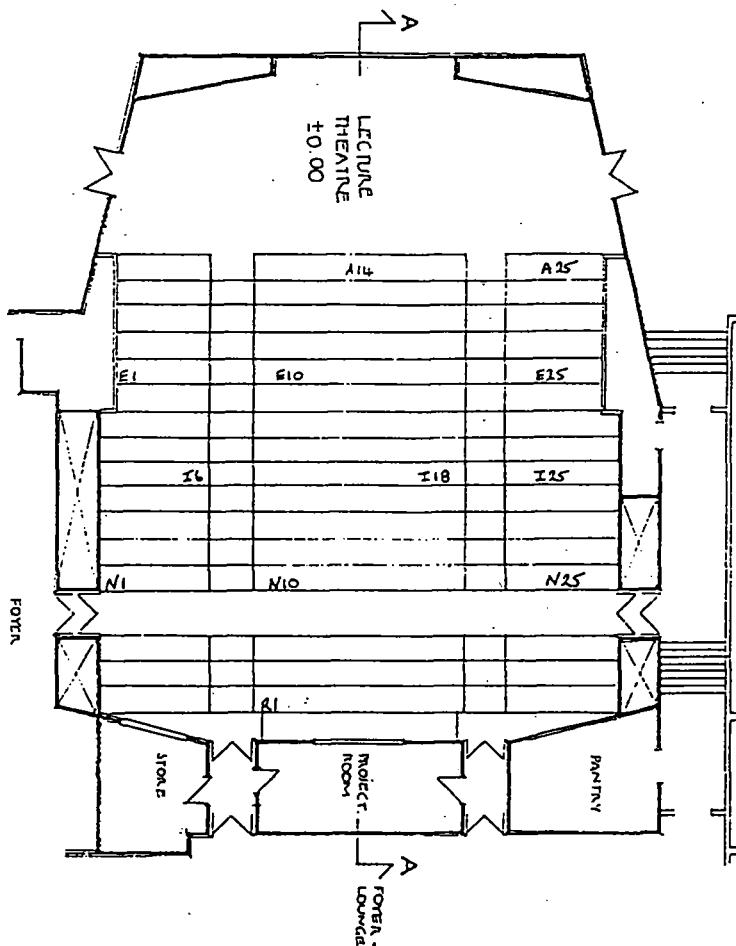 A
LECTURE
THEATRE
±0.00
A14
A25
E1
E10
E25
I6
I18
I25
N1
N10
N25
FOYER
R1
STORE
PROJECT.
ROOM
PANTRY
A
FOYER
LOUNGE